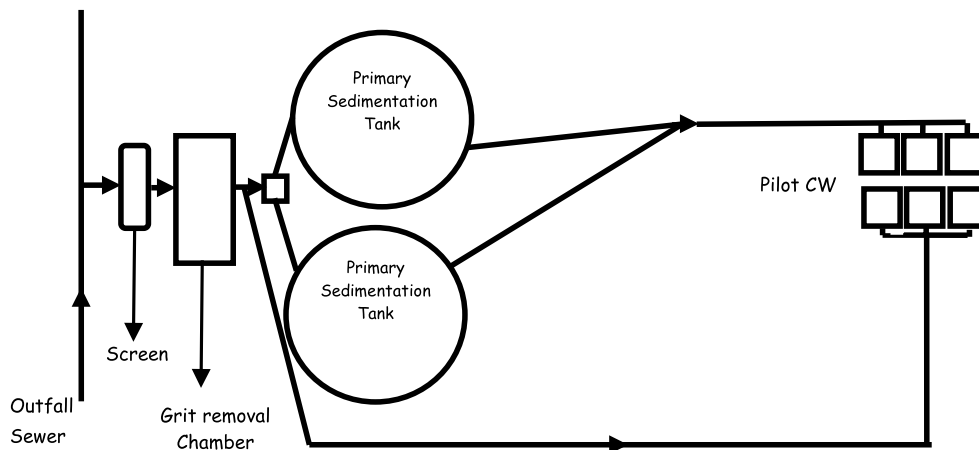 Primary
Sedimentation
Tank
Pilot CW
Primary
Sedimentation
Tank
Screen
Outfall
Sewer
Grit removal
Chamber